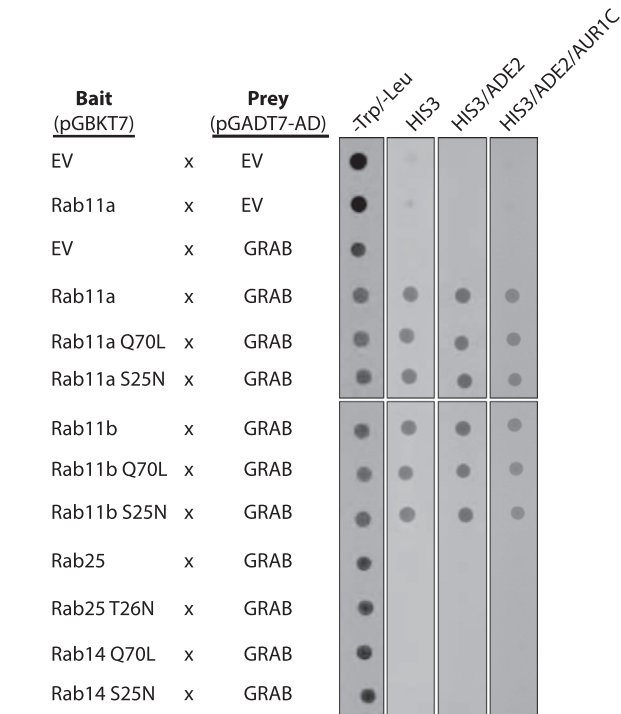 Bait
(pGBKT7)
Prey
(pGADT7-AD)
-Trp/-Leu
HIS3
HIS3/ADE2
HIS3/ADE2/AUR1C
EV x EV
Rab11a x EV
EV x GRAB
Rab11a x GRAB
Rab11a Q70L x GRAB
Rab11a S25N x GRAB
Rab11b x GRAB
Rab11b Q70L x GRAB
Rab11b S25N x GRAB
Rab25 x GRAB
Rab25 T26N x GRAB
Rab14 Q70L x GRAB
Rab14 S25N x GRAB